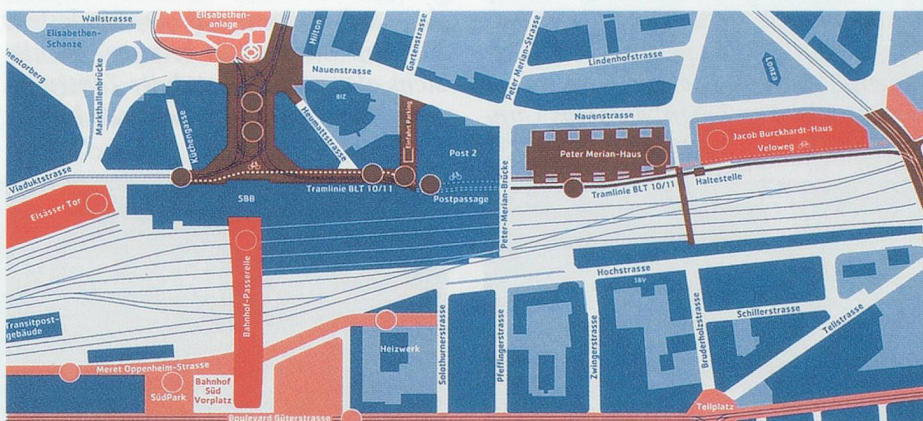 Wallstrasse
Elisabethen-
anlage
Elisabethen-
Schanze
Hilton
Gartenstrasse
Peter Merian-Strasse
Lindenhofstrasse
Lonza
Markthallenbrücke
Nauenstrasse
BIZ
Küchengasse
Heumattstrasse
Einfahrt Parking
Nauenstrasse
Post 2
Peter Merian-Haus
Jacob Burckhardt-Haus
Veloweg
Viaduktstrasse
Tramlinie BLT 10/11
Postpassage
Tramlinie BLT 10/11
Haltestelle
Elsässer Tor
SBB
Peter-Merian-Brücke
Bahnhof-Passerelle
Hochstrasse
SBV
Schillerstrasse
Tellstrasse
Transitpost-
gebäude
Heizwerk
Solothurnerstrasse
Pfeffingerstrasse
Zwingerstrasse
Bruderholzstrasse
Meret Oppenheim-Strasse
SüdPark
Bahnhof
Süd
Vorplatz
Boulevard Güterstrasse
Tellplatz